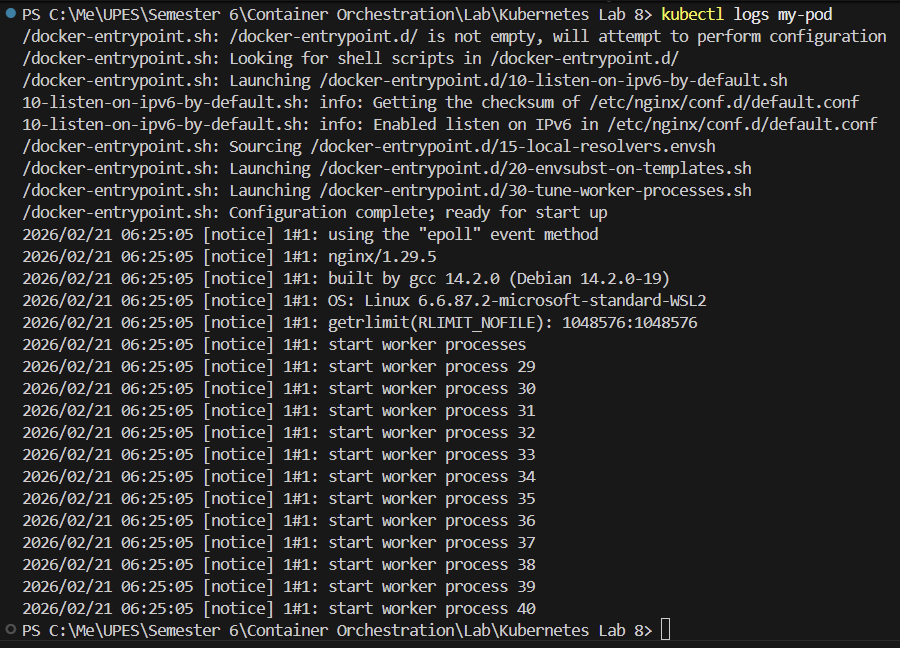 PS C:\Me\UPES\Semester 6\Container Orchestration\Lab\Kubernetes Lab 8> kubectl logs my-pod
/docker-entrypoint.sh: /docker-entrypoint.d/ is not empty, will attempt to perform configuration
/docker-entrypoint.sh: Looking for shell scripts in /docker-entrypoint.d/
/docker-entrypoint.sh: Launching /docker-entrypoint.d/10-listen-on-ipv6-by-default.sh
10-listen-on-ipv6-by-default.sh: info: Getting the checksum of /etc/nginx/conf.d/default.conf
10-listen-on-ipv6-by-default.sh: info: Enabled listen on IPv6 in /etc/nginx/conf.d/default.conf
/docker-entrypoint.sh: Sourcing /docker-entrypoint.d/15-local-resolvers.envsh
/docker-entrypoint.sh: Launching /docker-entrypoint.d/20-envsubst-on-templates.sh
/docker-entrypoint.sh: Launching /docker-entrypoint.d/30-tune-worker-processes.sh
/docker-entrypoint.sh: Configuration complete; ready for start up
2026/02/21 06:25:05 [notice] 1#1: using the "epoll" event method
2026/02/21 06:25:05 [notice] 1#1: nginx/1.29.5
2026/02/21 06:25:05 [notice] 1#1: built by gcc 14.2.0 (Debian 14.2.0-19)
2026/02/21 06:25:05 [notice] 1#1: OS: Linux 6.6.87.2-microsoft-standard-WSL2
2026/02/21 06:25:05 [notice] 1#1: getrlimit(RLIMIT_NOFILE): 1048576:1048576
2026/02/21 06:25:05 [notice] 1#1: start worker processes
2026/02/21 06:25:05 [notice] 1#1: start worker process 29
2026/02/21 06:25:05 [notice] 1#1: start worker process 30
2026/02/21 06:25:05 [notice] 1#1: start worker process 31
2026/02/21 06:25:05 [notice] 1#1: start worker process 32
2026/02/21 06:25:05 [notice] 1#1: start worker process 33
2026/02/21 06:25:05 [notice] 1#1: start worker process 34
2026/02/21 06:25:05 [notice] 1#1: start worker process 35
2026/02/21 06:25:05 [notice] 1#1: start worker process 36
2026/02/21 06:25:05 [notice] 1#1: start worker process 37
2026/02/21 06:25:05 [notice] 1#1: start worker process 38
2026/02/21 06:25:05 [notice] 1#1: start worker process 39
2026/02/21 06:25:05 [notice] 1#1: start worker process 40
PS C:\Me\UPES\Semester 6\Container Orchestration\Lab\Kubernetes Lab 8>